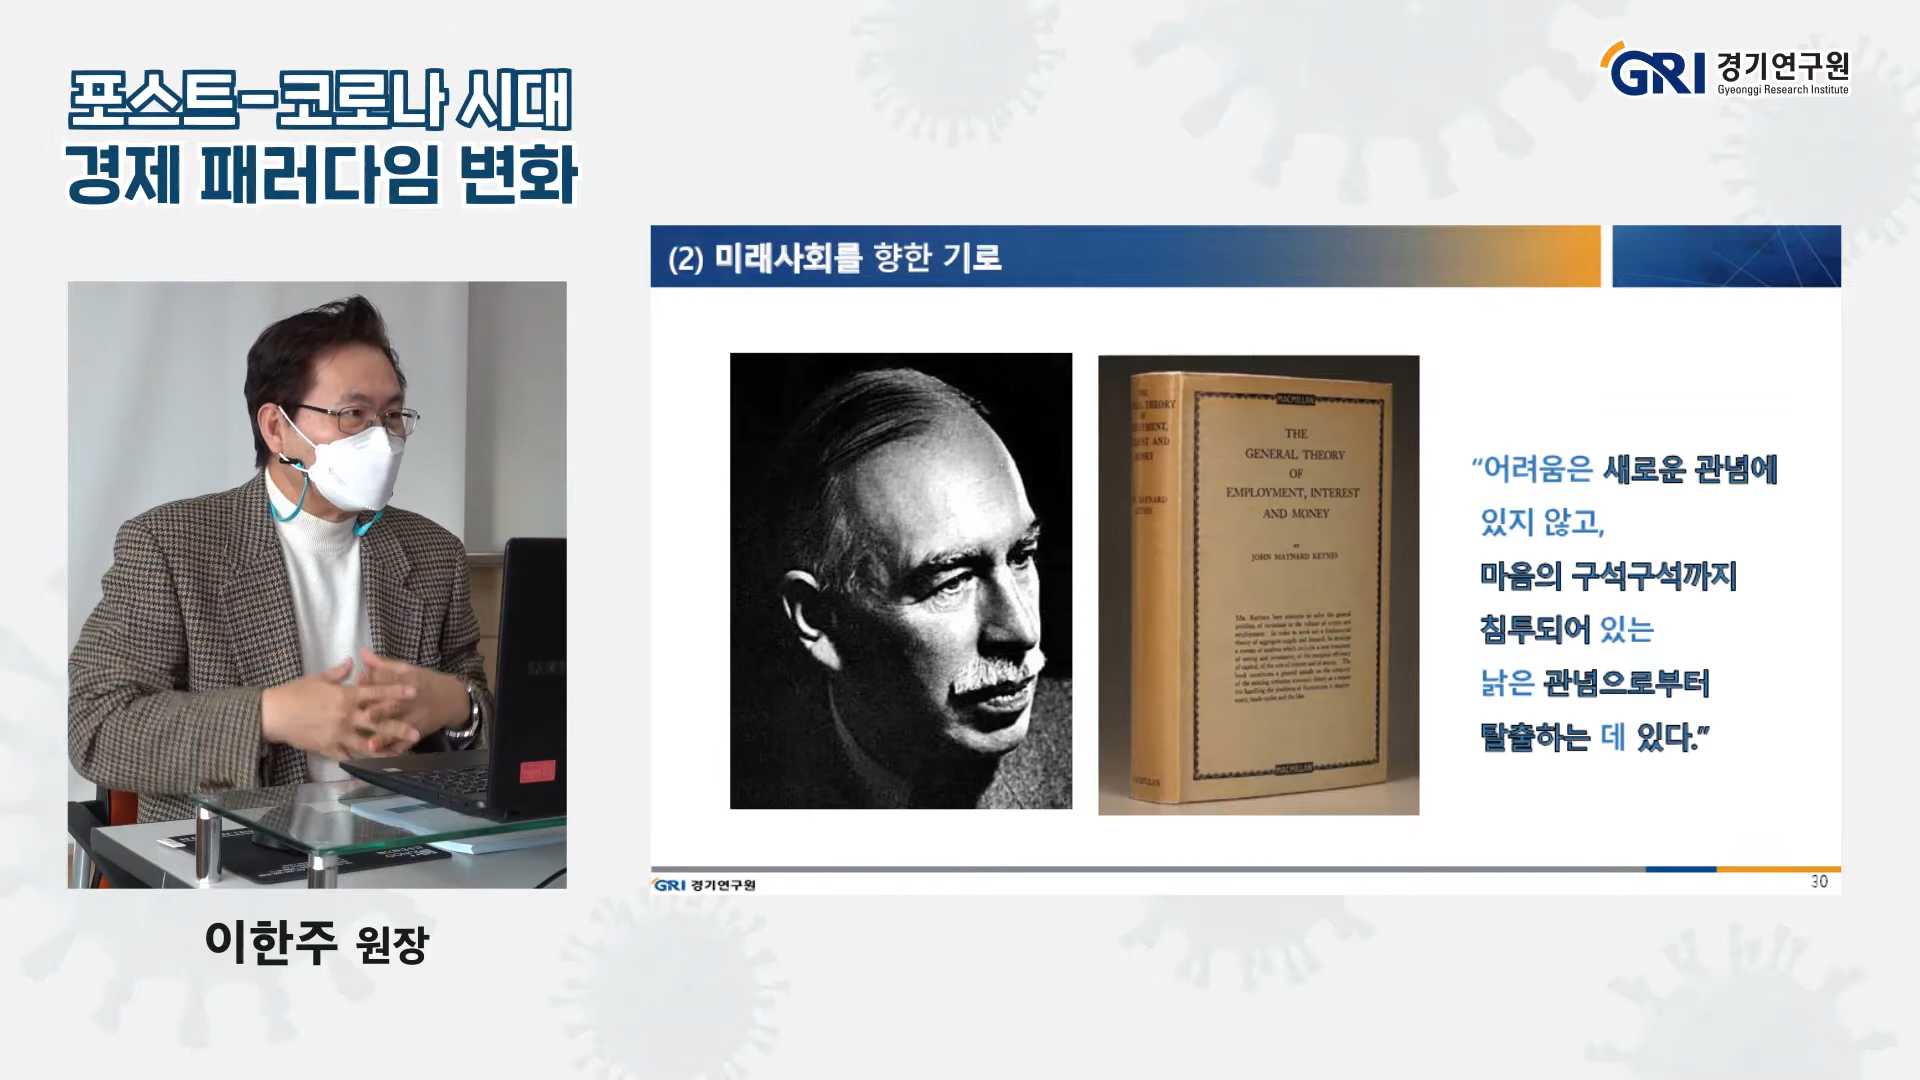 포스트-코로나 시대
경제 패러다임 변화
GRI 경기연구원
Gyeonggi Research Institute
(2) 미래사회를 향한 기로
MACMILLAN
THE
GENERAL THEORY
OF
EMPLOYMENT, INTEREST
AND MONEY
BY
JOHN MAYNARD KEYNES
MACMILLAN
“어려움은 새로운 관념에
있지 않고,
마음의 구석구석까지
침투되어 있는
낡은 관념으로부터
탈출하는 데 있다.”
GRI 경기연구원
30
이한주 원장